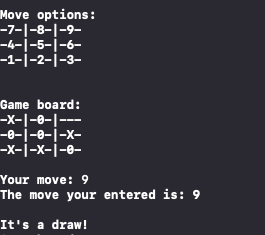 Move options:
-7-|-8-|-9-
-4-|-5-|-6-
-1-|-2-|-3-
Game board:
-X-|-0-|---
-0-|-0-|-X-
-X-|-X-|-0-
Your move: 9
The move your entered is: 9
It's a draw!